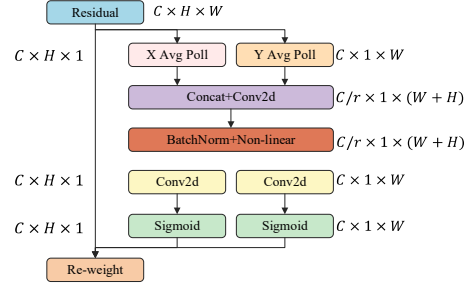 Residual C × H × W
C × H × 1 X Avg Poll Y Avg Poll C × 1 × W
Concat+Conv2d C/r × 1 × (W + H)
BatchNorm+Non-linear C/r × 1 × (W + H)
C × H × 1 Conv2d Conv2d C × 1 × W
C × H × 1 Sigmoid Sigmoid C × 1 × W
Re-weight